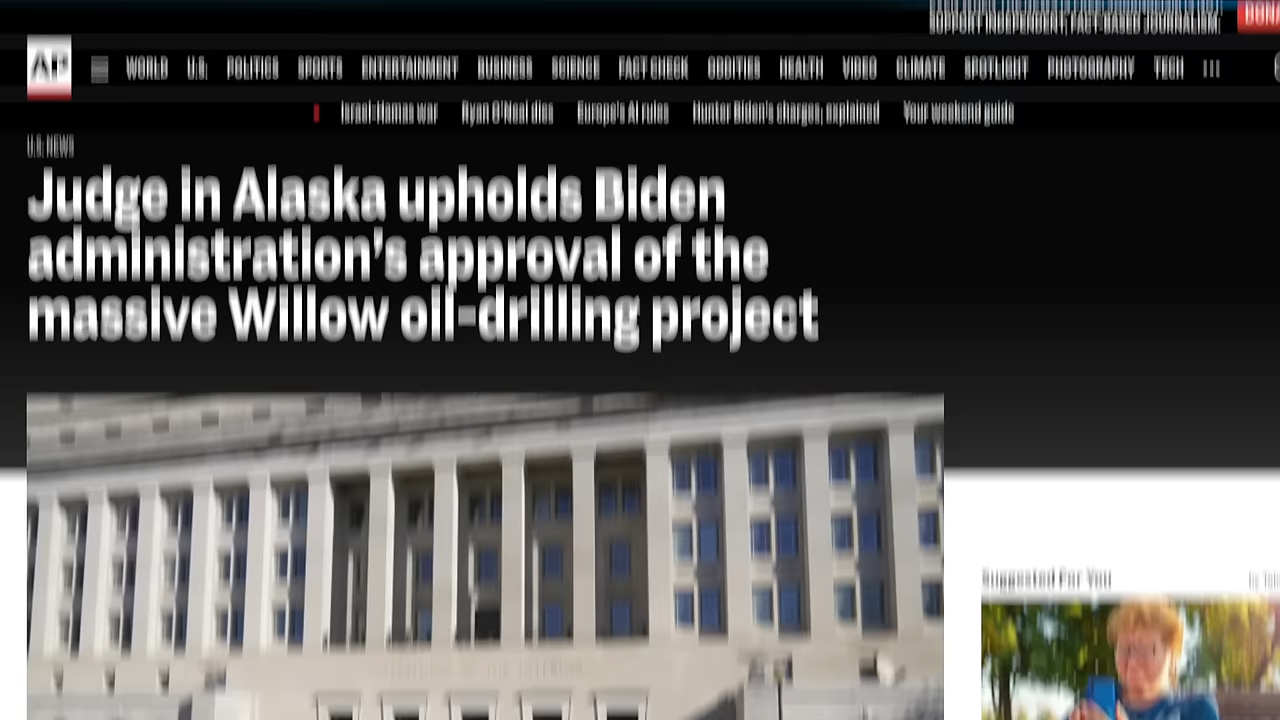 SUPPORT INDEPENDENT, FACT-BASED JOURNALISM
AP
WORLD U.S. POLITICS SPORTS ENTERTAINMENT BUSINESS SCIENCE FACT CHECK ODDITIES HEALTH VIDEO CLIMATE SPOTLIGHT PHOTOGRAPHY TECH
Israel-Hamas war Ryan O'Neal dies Europe's AI rules Hunter Biden's charges, explained Your weekend guide
U.S. NEWS
Judge in Alaska upholds Biden
administration's approval of the
massive Willow oil-drilling project
Suggested For You